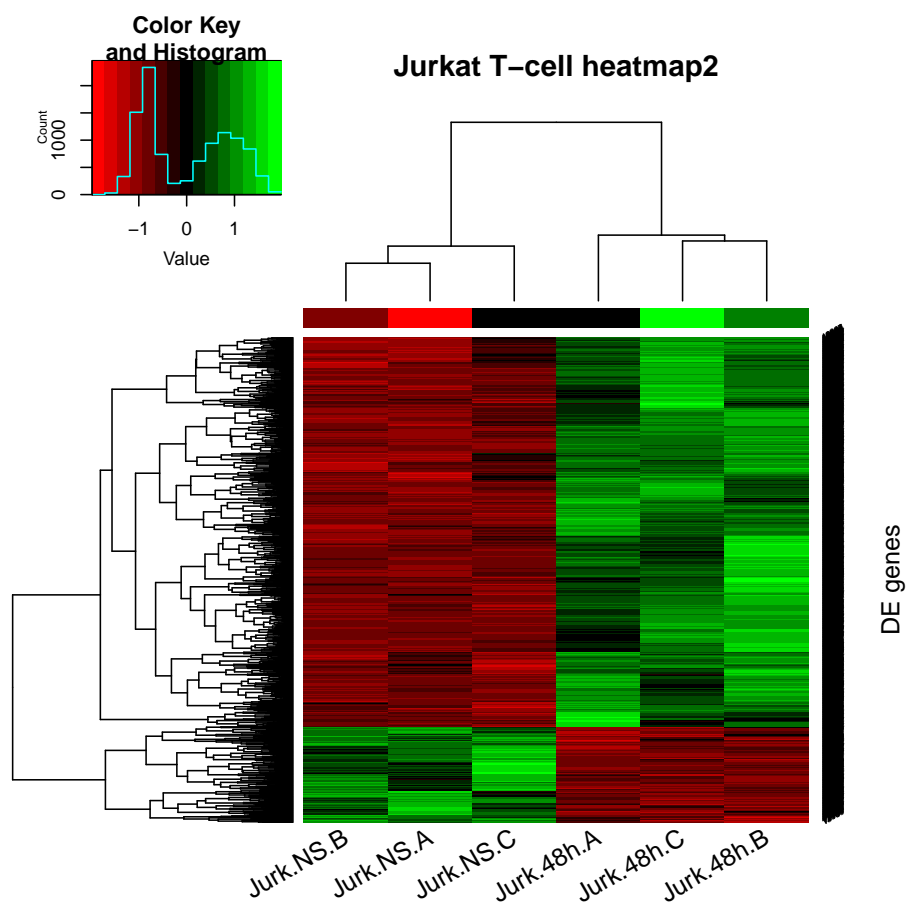 Color Key
and Histogram
Jurkat T−cell heatmap2
Count
0
1000
−1
0
1
Value
DE genes
Jurk.NS.B
Jurk.NS.A
Jurk.NS.C
Jurk.48h.A
Jurk.48h.C
Jurk.48h.B